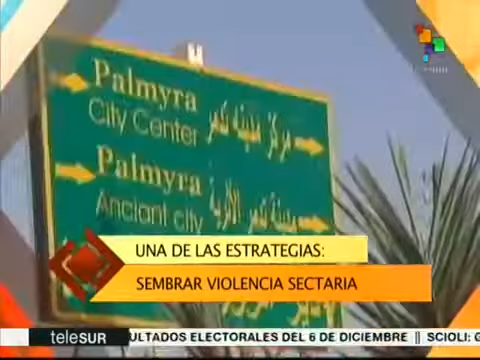 Palmyra
City Center مركز مدينة تدمر
Palmyra
Ancient city مدينة تدمر الأثرية
UNA DE LAS ESTRATEGIAS:
SEMBRAR VIOLENCIA SECTARIA
teleSUR ULTADOS ELECTORALES DEL 6 DE DICIEMBRE || SCIOLI: